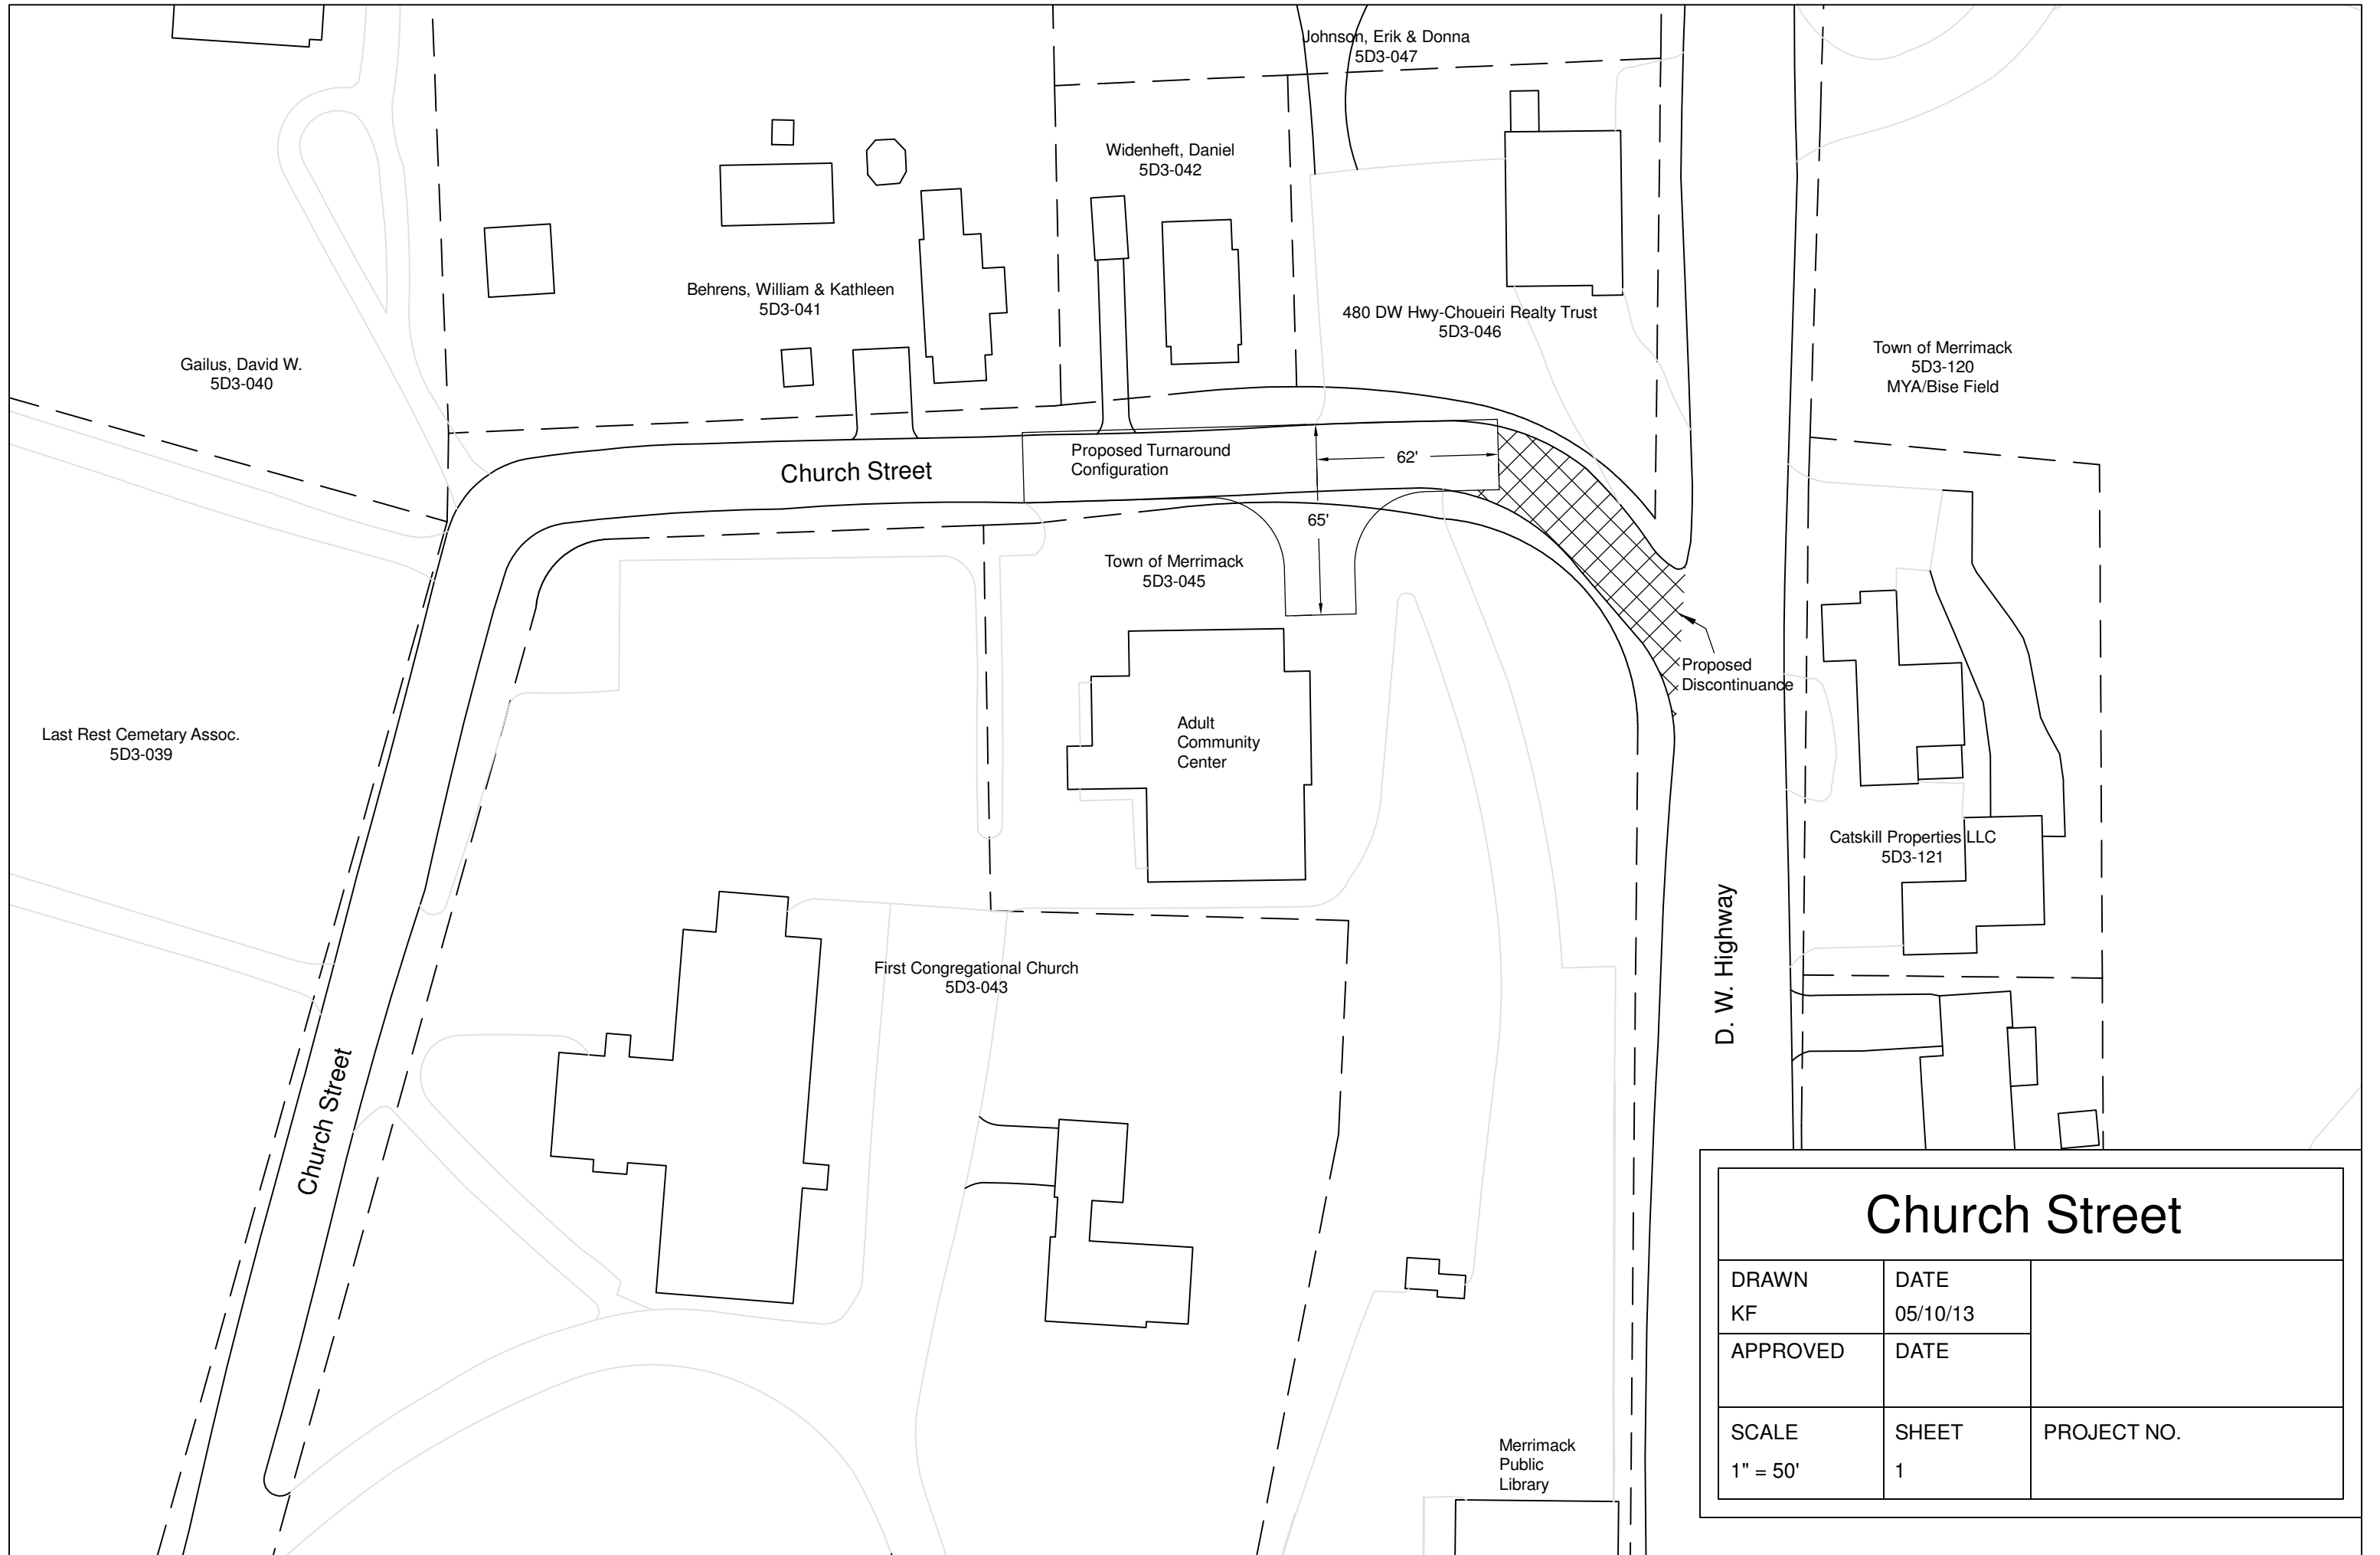 Johnson, Erik & Donna
5D3-047
Widenheft, Daniel
5D3-042
Behrens, William & Kathleen
5D3-041
480 DW Hwy-Choueiri Realty Trust
5D3-046
Gailus, David W.
5D3-040
Town of Merrimack
5D3-120
MYA/Bise Field
Church Street
Proposed Turnaround
Configuration
62'
65'
Town of Merrimack
5D3-045
Proposed
Discontinuance
Last Rest Cemetary Assoc.
5D3-039
Adult
Community
Center
Catskill Properties LLC
5D3-121
D. W. Highway
First Congregational Church
5D3-043
Church Street
Merrimack
Public
Library
Church Street
DRAWN
KF
DATE
05/10/13
APPROVED
DATE
SCALE
1" = 50'
SHEET
1
PROJECT NO.